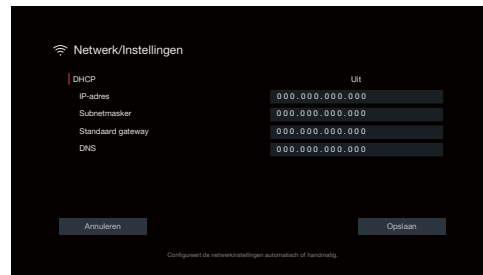 Netwerk/Instellingen
DHCP Uit
IP-adres 000.000.000.000
Subnetmasker 000.000.000.000
Standaard gateway 000.000.000.000
DNS 000.000.000.000
Annuleren Opslaan
Configureert de netwerkinstellingen automatisch of handmatig.